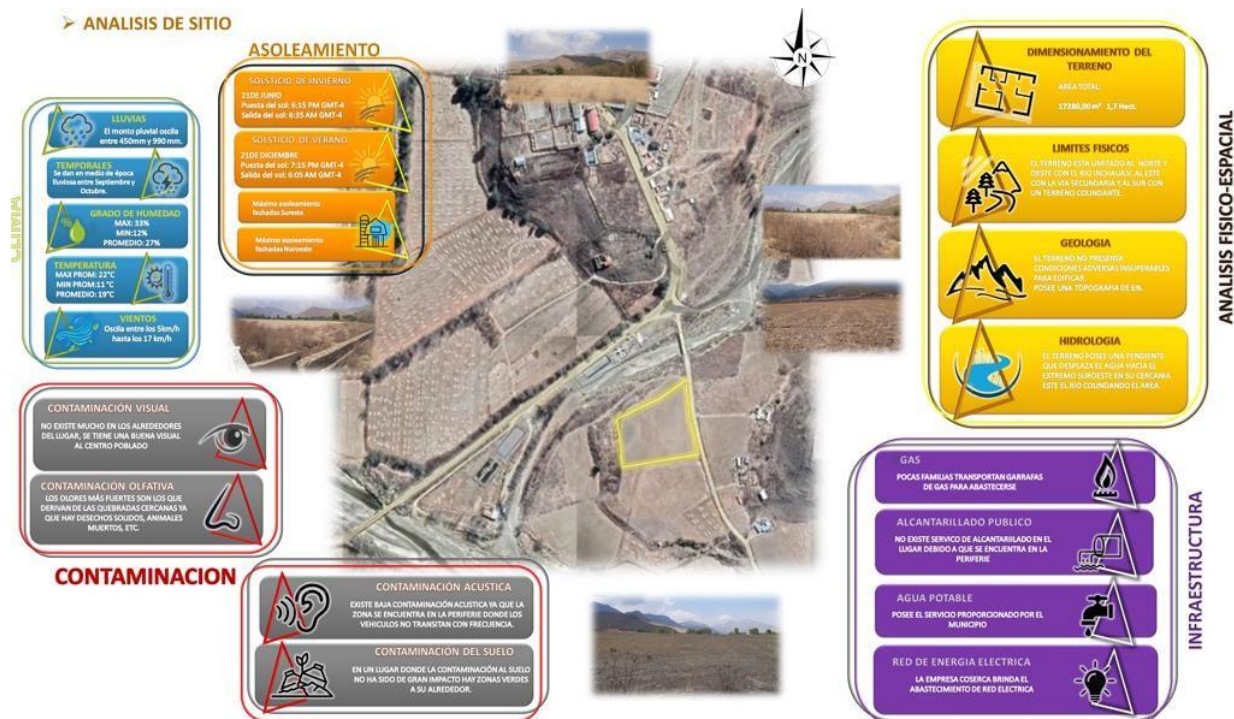 ➢ ANALISIS DE SITIO
CLIMA
LLUVIAS
El monto pluvial oscila
entre 450mm y 990 mm.
TEMPORALES
Se dan en medio de época
lluviosa entre Septiembre y
Octubre.
GRADO DE HUMEDAD
MAX: 33%
MIN:12%
PROMEDIO: 27%
TEMPERATURA
MAX PROM: 22°C
MIN PROM:11 °C
PROMEDIO: 19°C
VIENTOS
Oscila entre los 5km/h
hasta los 17 km/h
ASOLEAMIENTO
SOLSTICIO DE INVIERNO
21DE JUNIO
Puesta del sol: 6:15 PM GMT-4
Salida del sol: 6:35 AM GMT-4
SOLSTICIO DE VERANO
21DE DICIEMBRE
Puesta del sol: 7:15 PM GMT-4
Salida del sol: 6:05 AM GMT-4
Máximo asoleamiento
fachadas Sureste
Máximo asoleamiento
fachadas Noroeste
N
ANALISIS FISICO-ESPACIAL
DIMENSIONAMIENTO DEL
TERRENO
AREA TOTAL:
17280,00 m² 1,7 Hect.
LIMITES FISICOS
EL TERRENO ESTA LIMITADO AL NORTE Y
OESTE CON EL RIO INCHAUASI, AL ESTE
CON LA VIA SECUNDARIA Y AL SUR CON
UN TERRENO COLINDANTE.
GEOLOGIA
EL TERRENO NO PRESENTA
CONDICIONES ADVERSAS INSUPERABLES
PARA EDIFICAR.
POSEE UNA TOPOGRAFIA DE 6%.
HIDROLOGIA
EL TERRENO POSEE UNA PENDIENTE
QUE DESPLAZA EL AGUA HACIA EL
EXTREMO SUROESTE EN SU CERCANIA
ESTE EL RIO COLINDANDO EL AREA.
CONTAMINACIÓN VISUAL
NO EXISTE MUCHO EN LOS ALREDEDORES
DEL LUGAR, SE TIENE UNA BUENA VISUAL
AL CENTRO POBLADO
CONTAMINACIÓN OLFATIVA
LOS OLORES MÁS FUERTES SON LOS QUE
DERIVAN DE LAS QUEBRADAS CERCANAS YA
QUE HAY DESECHOS SOLIDOS, ANIMALES
MUERTOS, ETC.
CONTAMINACION
CONTAMINACIÓN ACUSTICA
EXISTE BAJA CONTAMINACIÓN ACUSTICA YA QUE LA
ZONA SE ENCUENTRA EN LA PERIFERIE DONDE LOS
VEHICULOS NO TRANSITAN CON FRECUENCIA.
CONTAMINACIÓN DEL SUELO
EN UN LUGAR DONDE LA CONTAMINACIÓN AL SUELO
NO HA SIDO DE GRAN IMPACTO HAY ZONAS VERDES
A SU ALREDEDOR.
INFRAESTRUCTURA
GAS
POCAS FAMILIAS TRANSPORTAN GARRAFAS
DE GAS PARA ABASTECERSE
ALCANTARILLADO PUBLICO
NO EXISTE SERVICO DE ALCANTARIILADO EN EL
LUGAR DEBIDO A QUE SE ENCUENTRA EN LA
PERIFERIE
AGUA POTABLE
POSEE EL SERVICIO PROPORCIONADO POR EL
MUNICIPIO
RED DE ENERGIA ELECTRICA
LA EMPRESA COSERCA BRINDA EL
ABASTECIMIENTO DE RED ELECTRICA